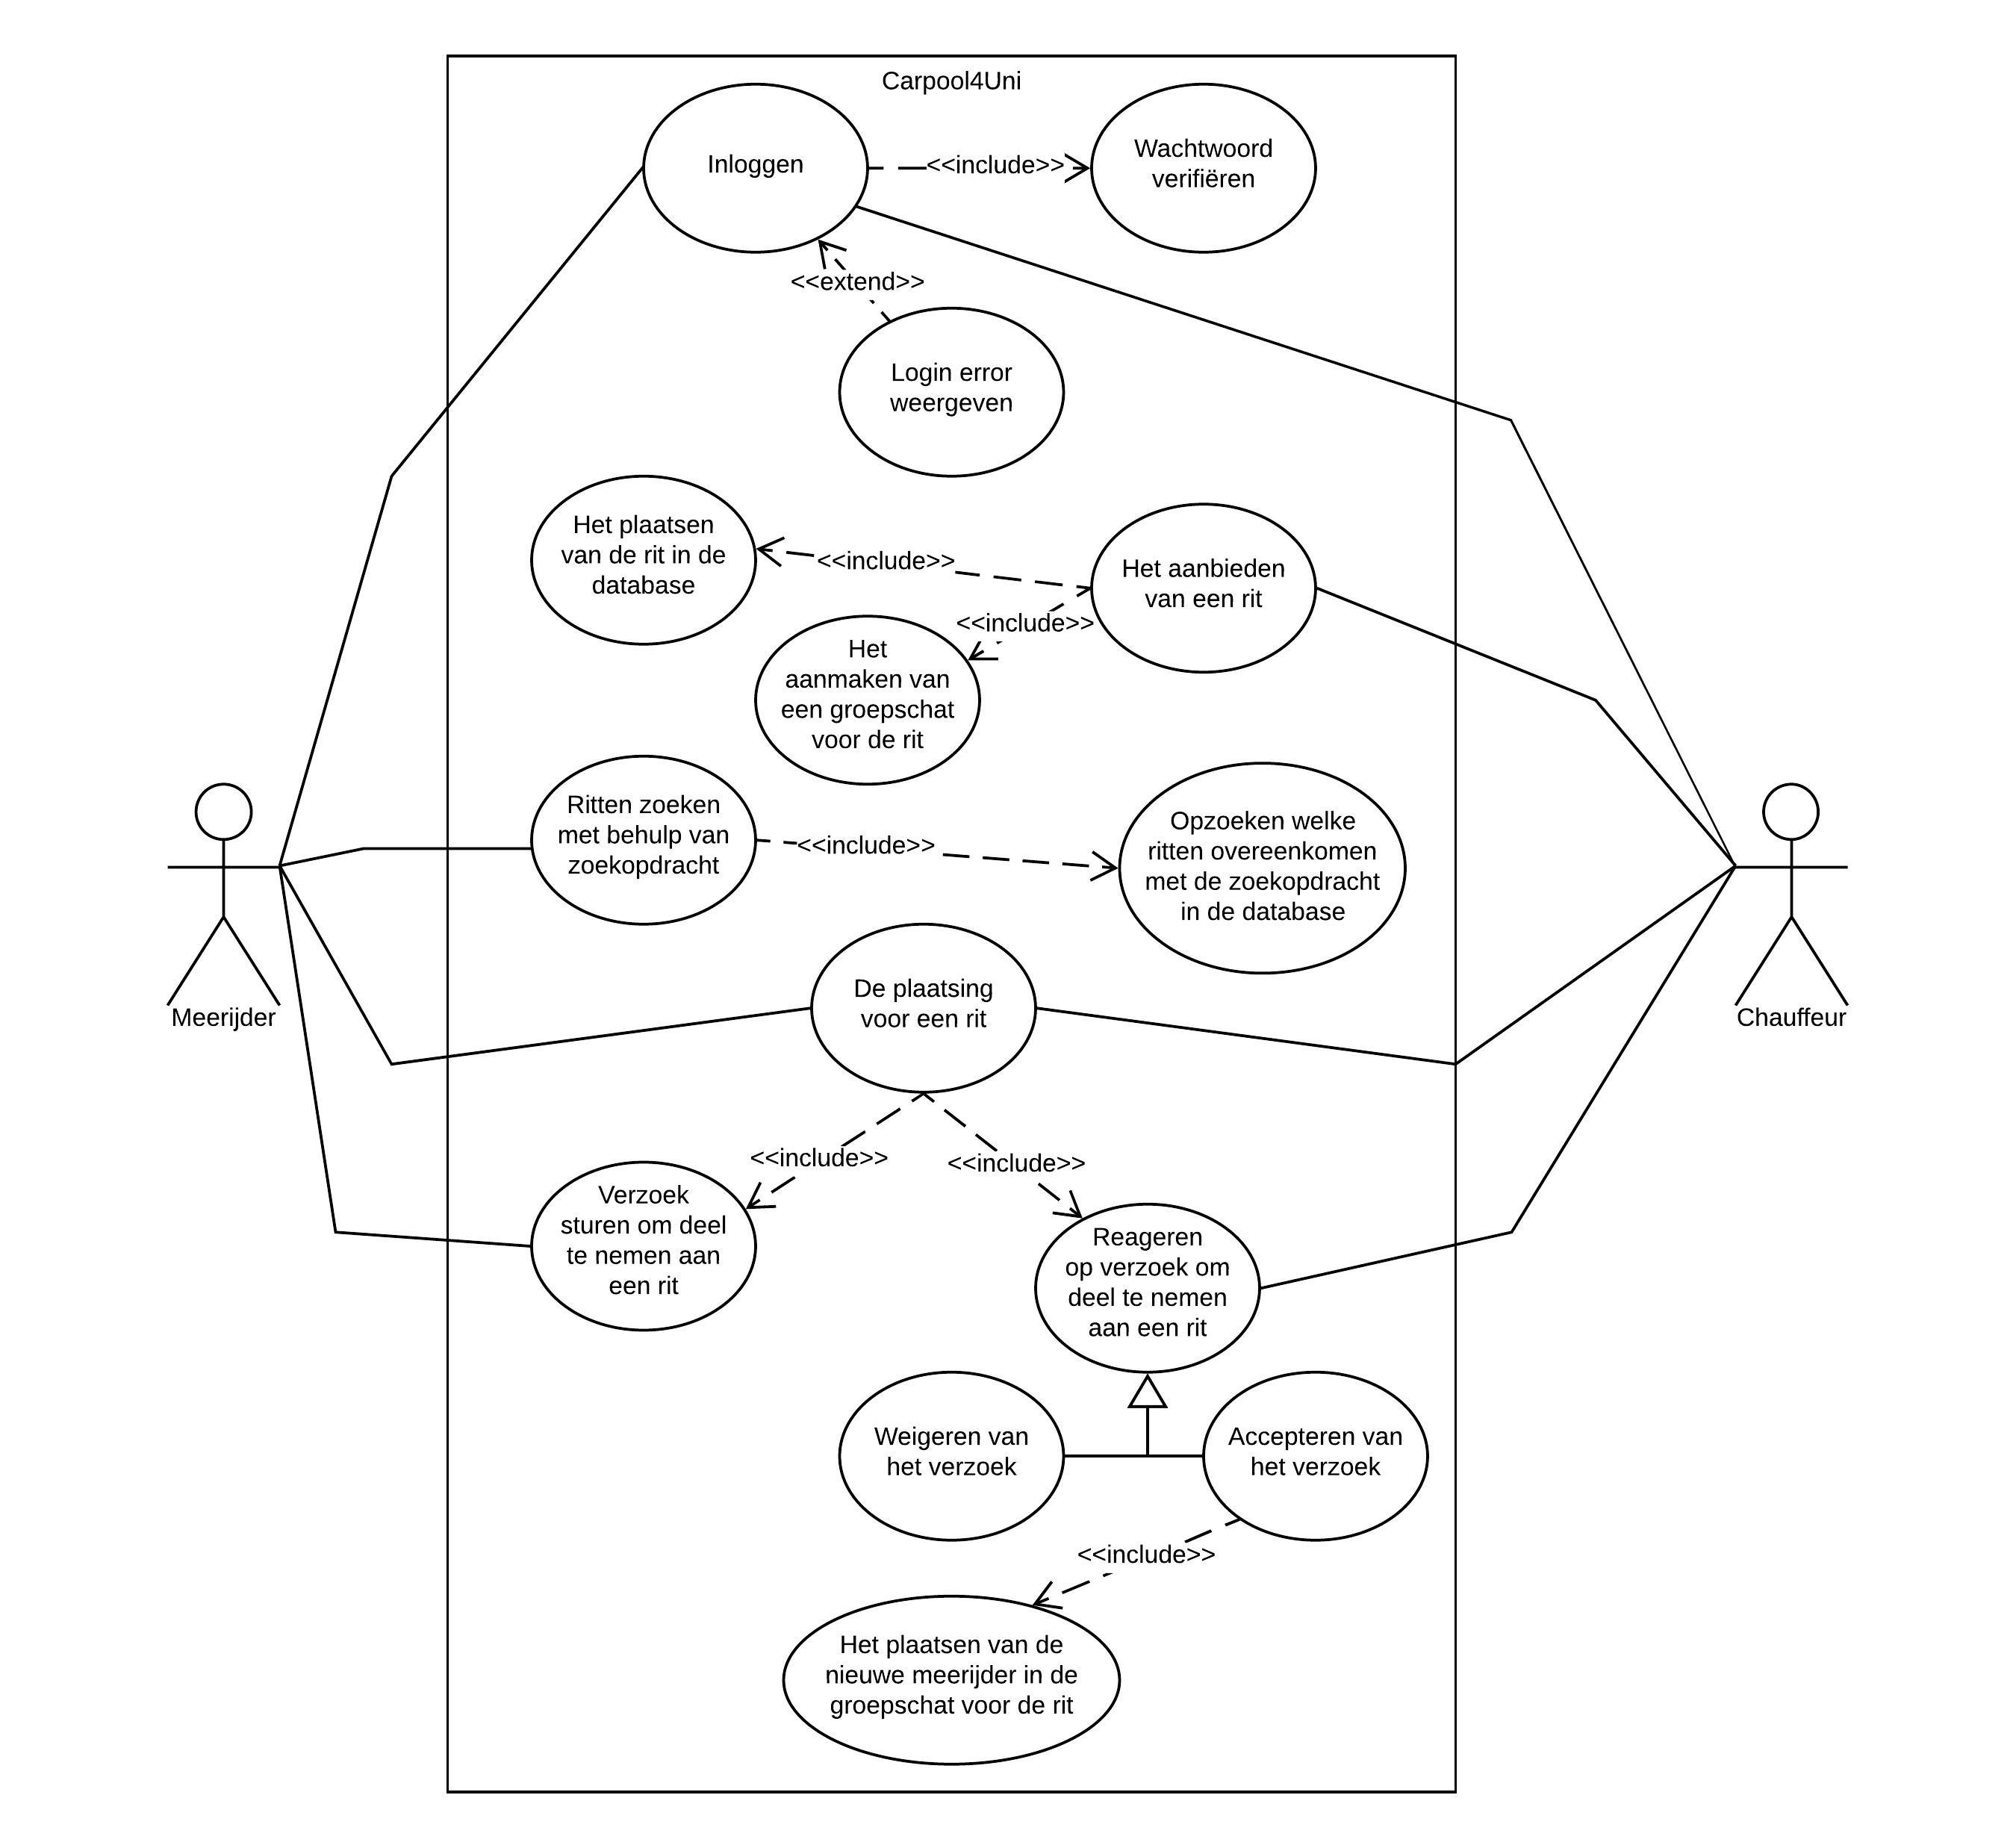 Carpool4Uni
Inloggen
<<include>>
Wachtwoord
verifiëren
<<extend>>
Login error
weergeven
Het plaatsen
van de rit in de
database
<<include>>
Het aanbieden
van een rit
<<include>>
Het
aanmaken van
een groepschat
voor de rit
Ritten zoeken
met behulp van
zoekopdracht
<<include>>
Opzoeken welke
ritten overeenkomen
met de zoekopdracht
in de database
Meerijder
De plaatsing
voor een rit
Chauffeur
<<include>>
<<include>>
Verzoek
sturen om deel
te nemen aan
een rit
Reageren
op verzoek om
deel te nemen
aan een rit
Weigeren van
het verzoek
Accepteren van
het verzoek
<<include>>
Het plaatsen van de
nieuwe meerijder in de
groepschat voor de rit